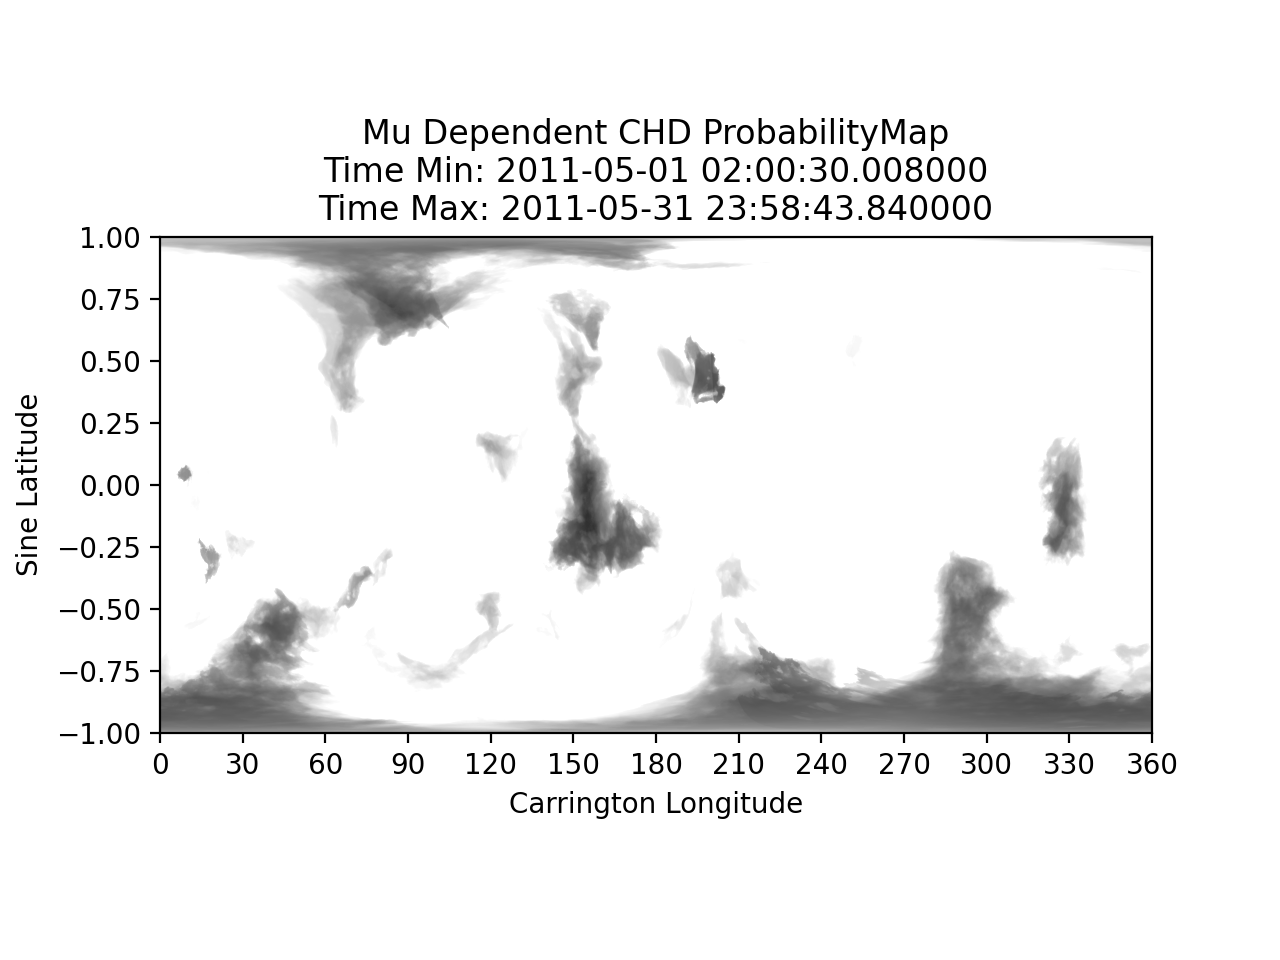 Mu Dependent CHD ProbabilityMap
Time Min: 2011-05-01 02:00:30.008000
Time Max: 2011-05-31 23:58:43.840000
1.00
0.75
0.50
0.25
0.00
−0.25
−0.50
−0.75
−1.00
Sine Latitude
0 30 60 90 120 150 180 210 240 270 300 330 360
Carrington Longitude